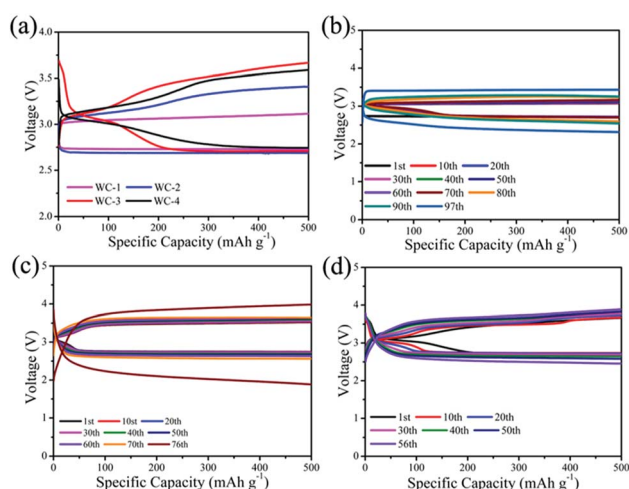 (a)
4.0
3.5
3.0
2.5
2.0
Voltage (V)
WC-1 WC-2
WC-3 WC-4
0 100 200 300 400 500
Specific Capacity (mAh g⁻¹)
(b)
5
4
3
2
1
0
Voltage (V)
1st 10th 20th
30th 40th 50th
60th 70th 80th
90th 97th
0 100 200 300 400 500
Specific Capacity (mAh g⁻¹)
(c)
5
4
3
2
1
0
Voltage (V)
1st 10st 20th
30th 40th 50th
60th 70th 76th
0 100 200 300 400 500
Specific Capacity (mAh g⁻¹)
(d)
5
4
3
2
1
0
Voltage (V)
1st 10th 20th
30th 40th 50th
56th
0 100 200 300 400 500
Specific Capacity (mAh g⁻¹)